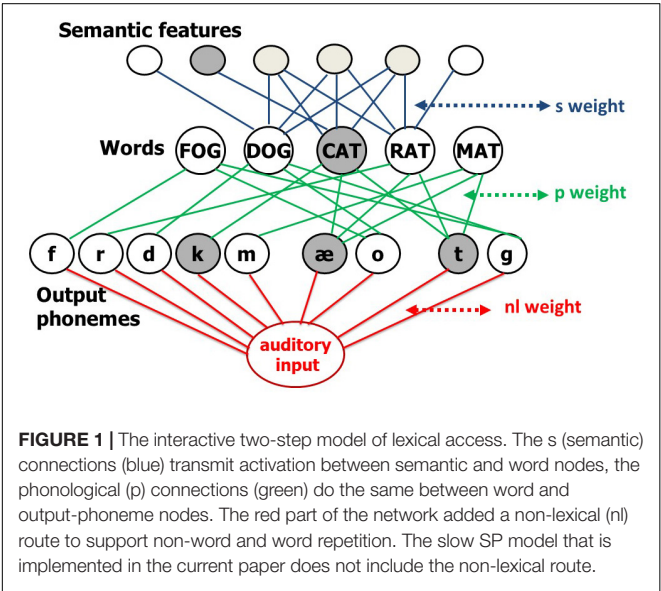 Semantic features
s weight
Words FOG DOG CAT RAT MAT
p weight
f r d k m æ o t g
Output
phonemes
nl weight
auditory
input
FIGURE 1 | The interactive two-step model of lexical access. The s (semantic)
connections (blue) transmit activation between semantic and word nodes, the
phonological (p) connections (green) do the same between word and
output-phoneme nodes. The red part of the network added a non-lexical (nl)
route to support non-word and word repetition. The slow SP model that is
implemented in the current paper does not include the non-lexical route.